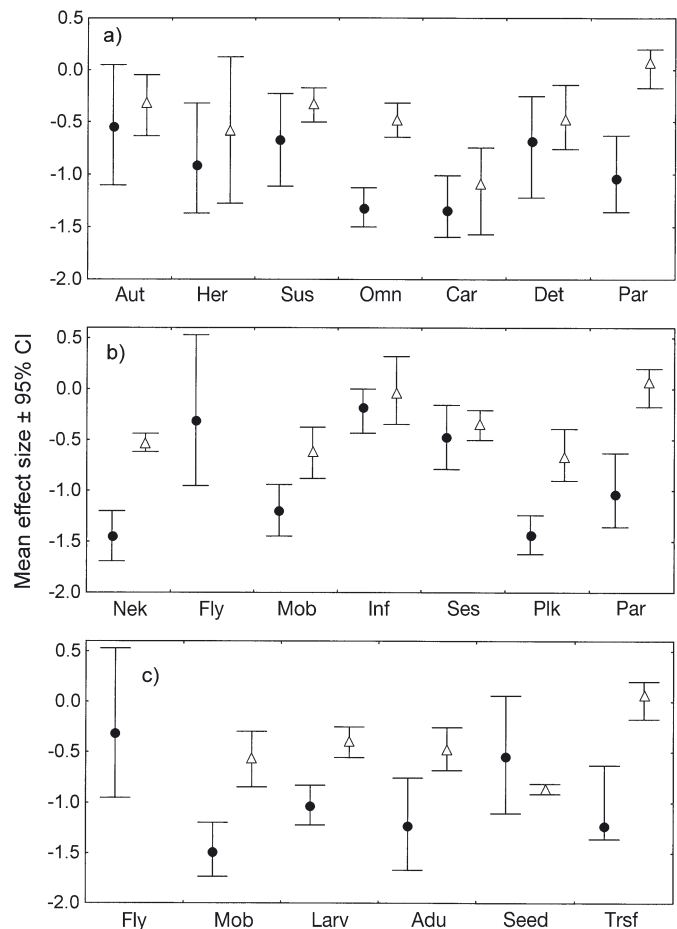 a)
0.5
0.0
-0.5
-1.0
-1.5
-2.0
Aut Her Sus Omn Car Det Par
Mean effect size ± 95% CI
b)
0.5
0.0
-0.5
-1.0
-1.5
-2.0
Nek Fly Mob Inf Ses Plk Par
c)
0.5
0.0
-0.5
-1.0
-1.5
-2.0
Fly Mob Larv Adu Seed Trsf